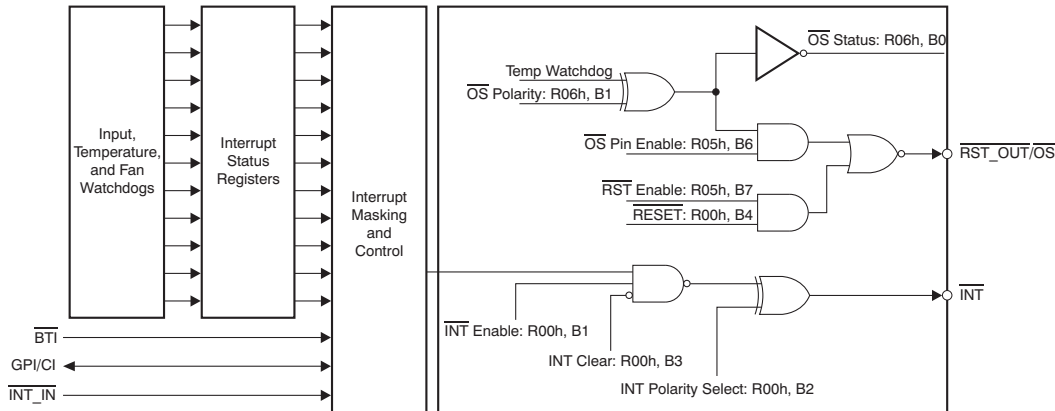 Input,
Temperature,
and Fan
Watchdogs
Interrupt
Status
Registers
Interrupt
Masking
and
Control
BTI
GPI/CI
INT_IN
OS Status: R06h, B0
Temp Watchdog
OS Polarity: R06h, B1
OS Pin Enable: R05h, B6
RST Enable: R05h, B7
RESET: R00h, B4
RST_OUT/OS
INT Enable: R00h, B1
INT Clear: R00h, B3
INT Polarity Select: R00h, B2
INT